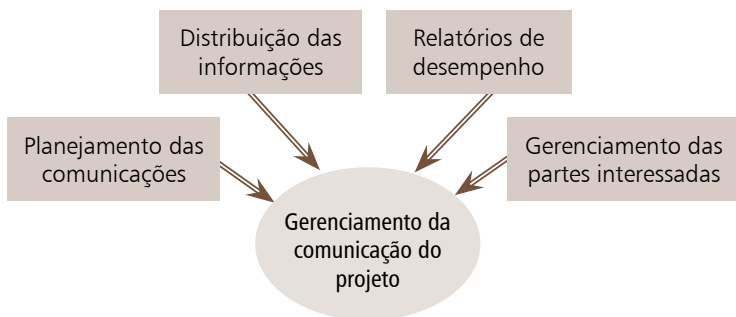 Distribuição das
informações
Relatórios de
desempenho
Planejamento das
comunicações
Gerenciamento das
partes interessadas
Gerenciamento da
comunicação do
projeto